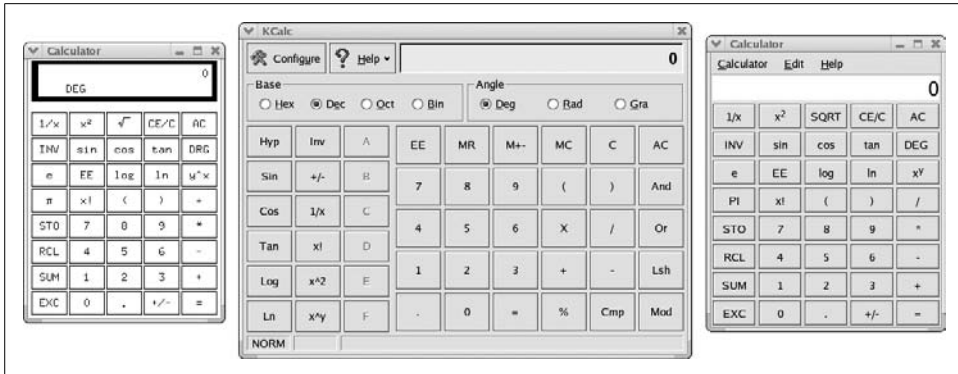 Calculator
0
DEG
1/x x² √ CE/C AC
INV sin cos tan DRG
e EE log ln y^x
π x! ( ) ÷
STO 7 8 9 *
RCL 4 5 6 -
SUM 1 2 3 +
EXC 0 . +/- =
KCalc
Configure Help 0
Base Angle
Hex Dec Oct Bin Deg Rad Gra
Hyp Inv A EE MR M+- MC C AC
Sin +/- B 7 8 9 ( ) And
Cos 1/x C 4 5 6 X / Or
Tan x! D
Log x^2 E 1 2 3 + - Lsh
Ln x^y F . 0 = % Cmp Mod
NORM
Calculator
Calculator Edit Help
0
1/x x² SQRT CE/C AC
INV sin cos tan DEG
e EE log ln xʸ
PI x! ( ) /
STO 7 8 9 *
RCL 4 5 6 -
SUM 1 2 3 +
EXC 0 . +/- =